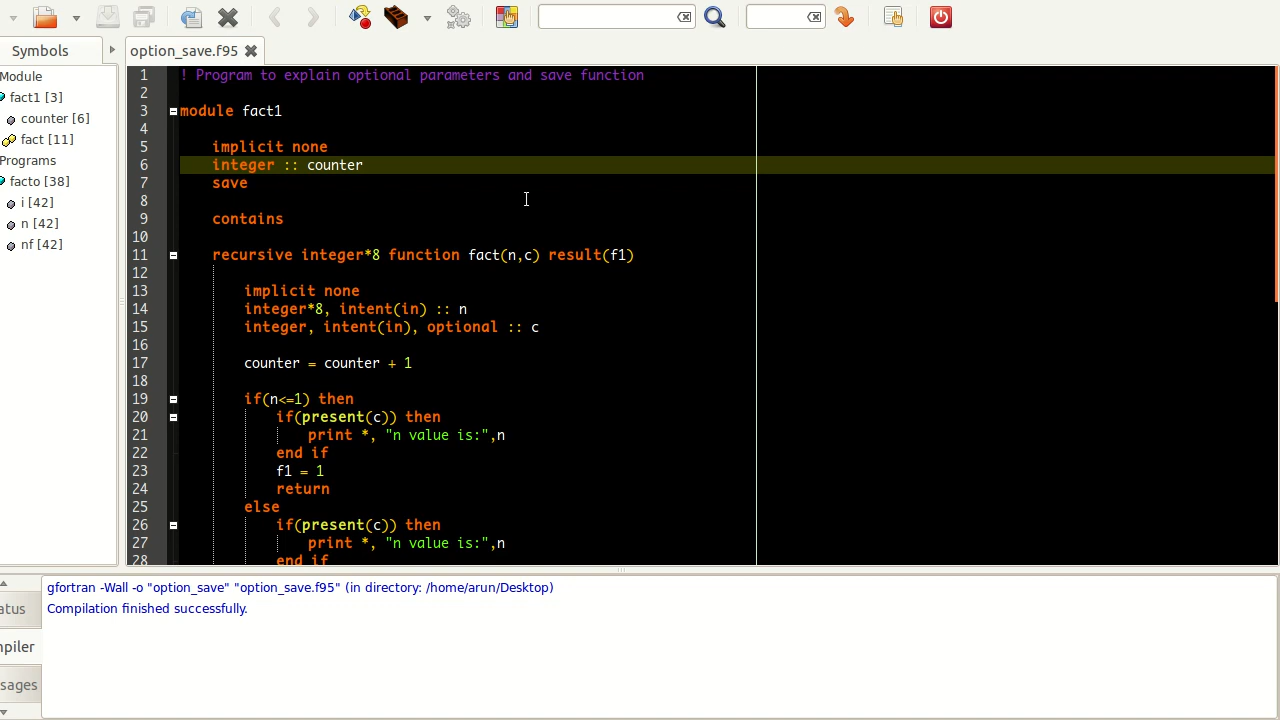 Symbols
option_save.f95
Module
fact1 [3]
counter [6]
fact [11]
Programs
facto [38]
i [42]
n [42]
nf [42]
1 ! Program to explain optional parameters and save function
2
3 module fact1
4
5 implicit none
6 integer :: counter
7 save
8
9 contains
10
11 recursive integer*8 function fact(n,c) result(f1)
12
13 implicit none
14 integer*8, intent(in) :: n
15 integer, intent(in), optional :: c
16
17 counter = counter + 1
18
19 if(n<=1) then
20 if(present(c)) then
21 print *, "n value is:",n
22 end if
23 f1 = 1
24 return
25 else
26 if(present(c)) then
27 print *, "n value is:",n
28 end if
atus
mpiler
sages
gfortran -Wall -o "option_save" "option_save.f95" (in directory: /home/arun/Desktop)
Compilation finished successfully.